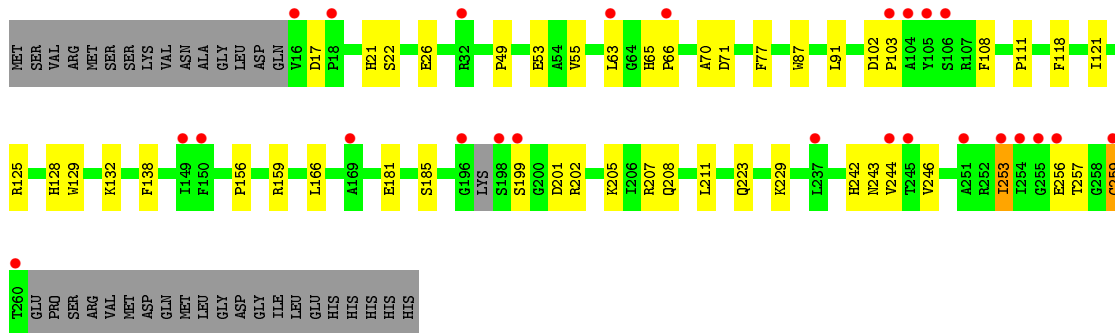 MET SER VAL ARG MET SER SER LYS VAL ASN ALA GLY LEU ASP GLN V16 D17 P18 H21 S22 E26 R32 P49 E53 A54 V55 L63 G64 H65 P66 A70 D71 F77 W87 L91 D102 P103 A104 Y105 S106 R107 F108 P111 F118 I121
R125 H128 W129 K132 F138 I149 F150 P156 R159 L166 A169 E181 S185 G196 LYS S198 S199 G200 D201 R202 K205 I206 R207 Q208 L211 Q223 K229 L237 H242 N243 V244 T245 V246 A251 R252 I253 I254 G255 E256 T257 G258 C259
T260 GLU PRO SER ARG VAL MET ASP GLN MET LEU GLY ASP GLY ILE LEU GLU HIS HIS HIS HIS HIS